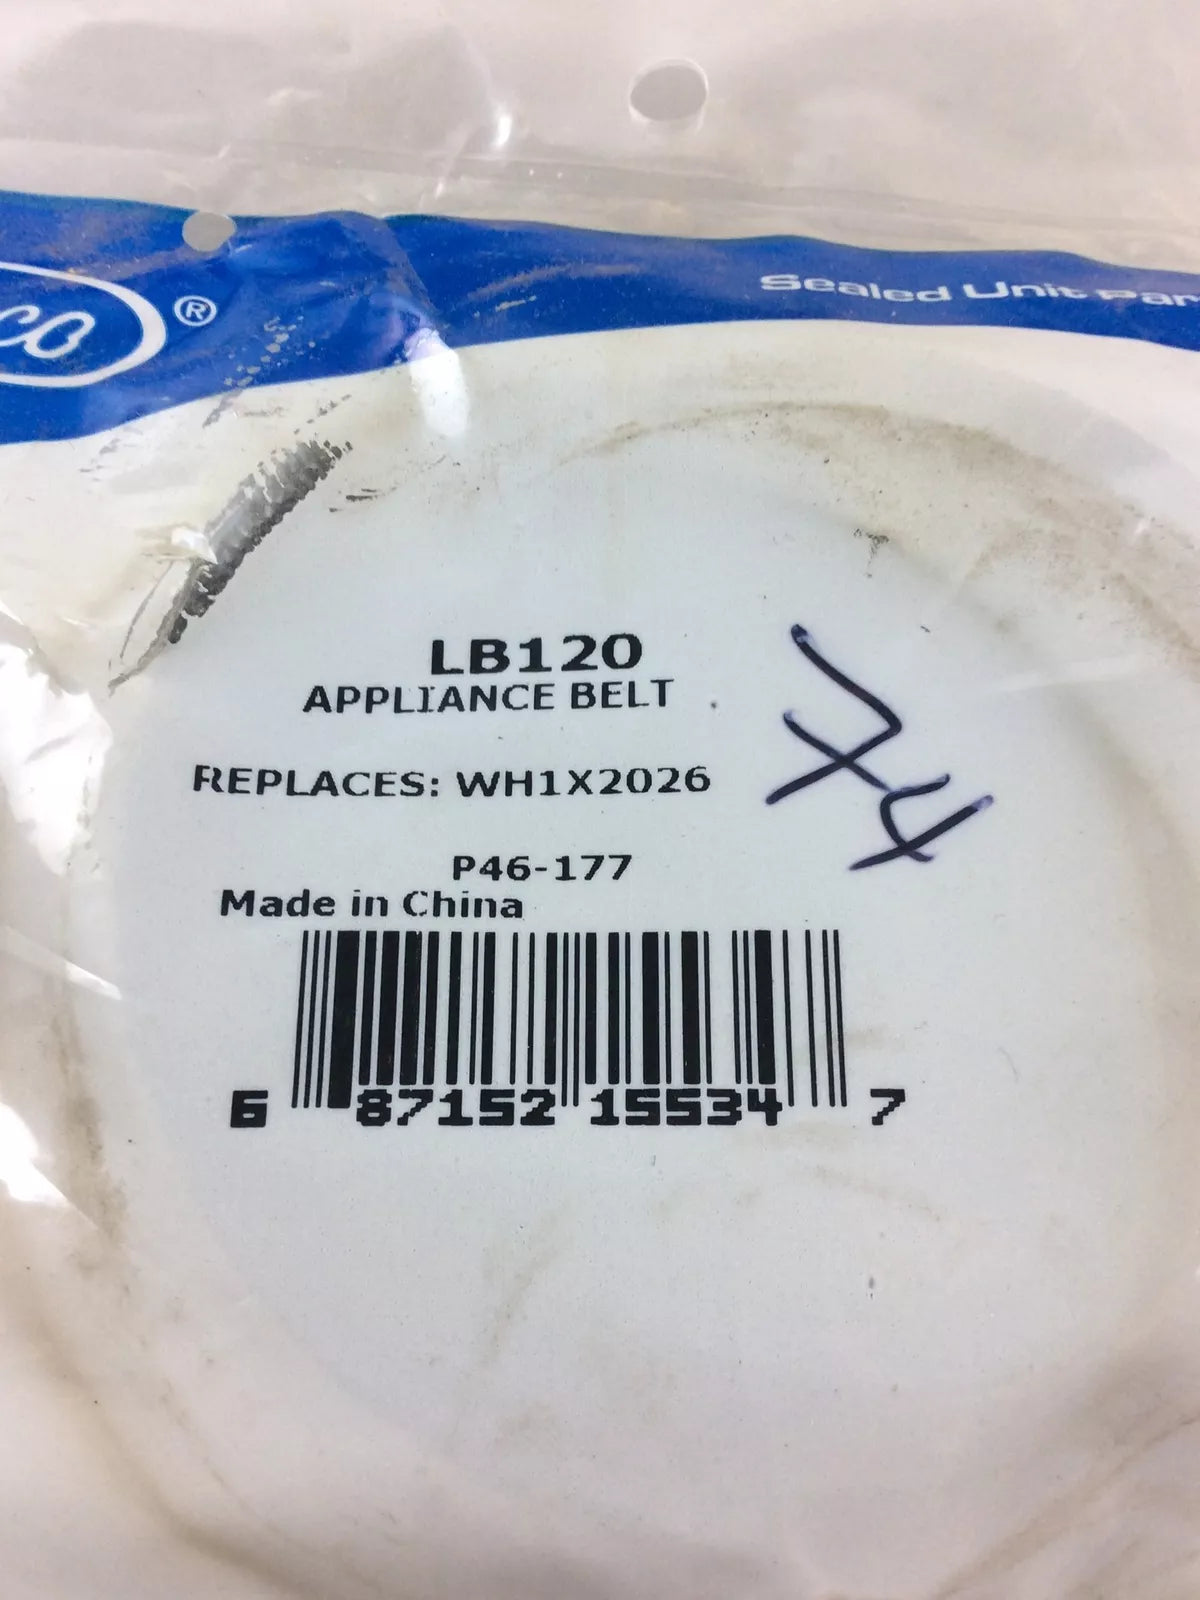 ®
Sealed Unit Par
LB120
APPLIANCE BELT
REPLACES: WH1X2026
P46-177
Made in China
6 87152 15534 7